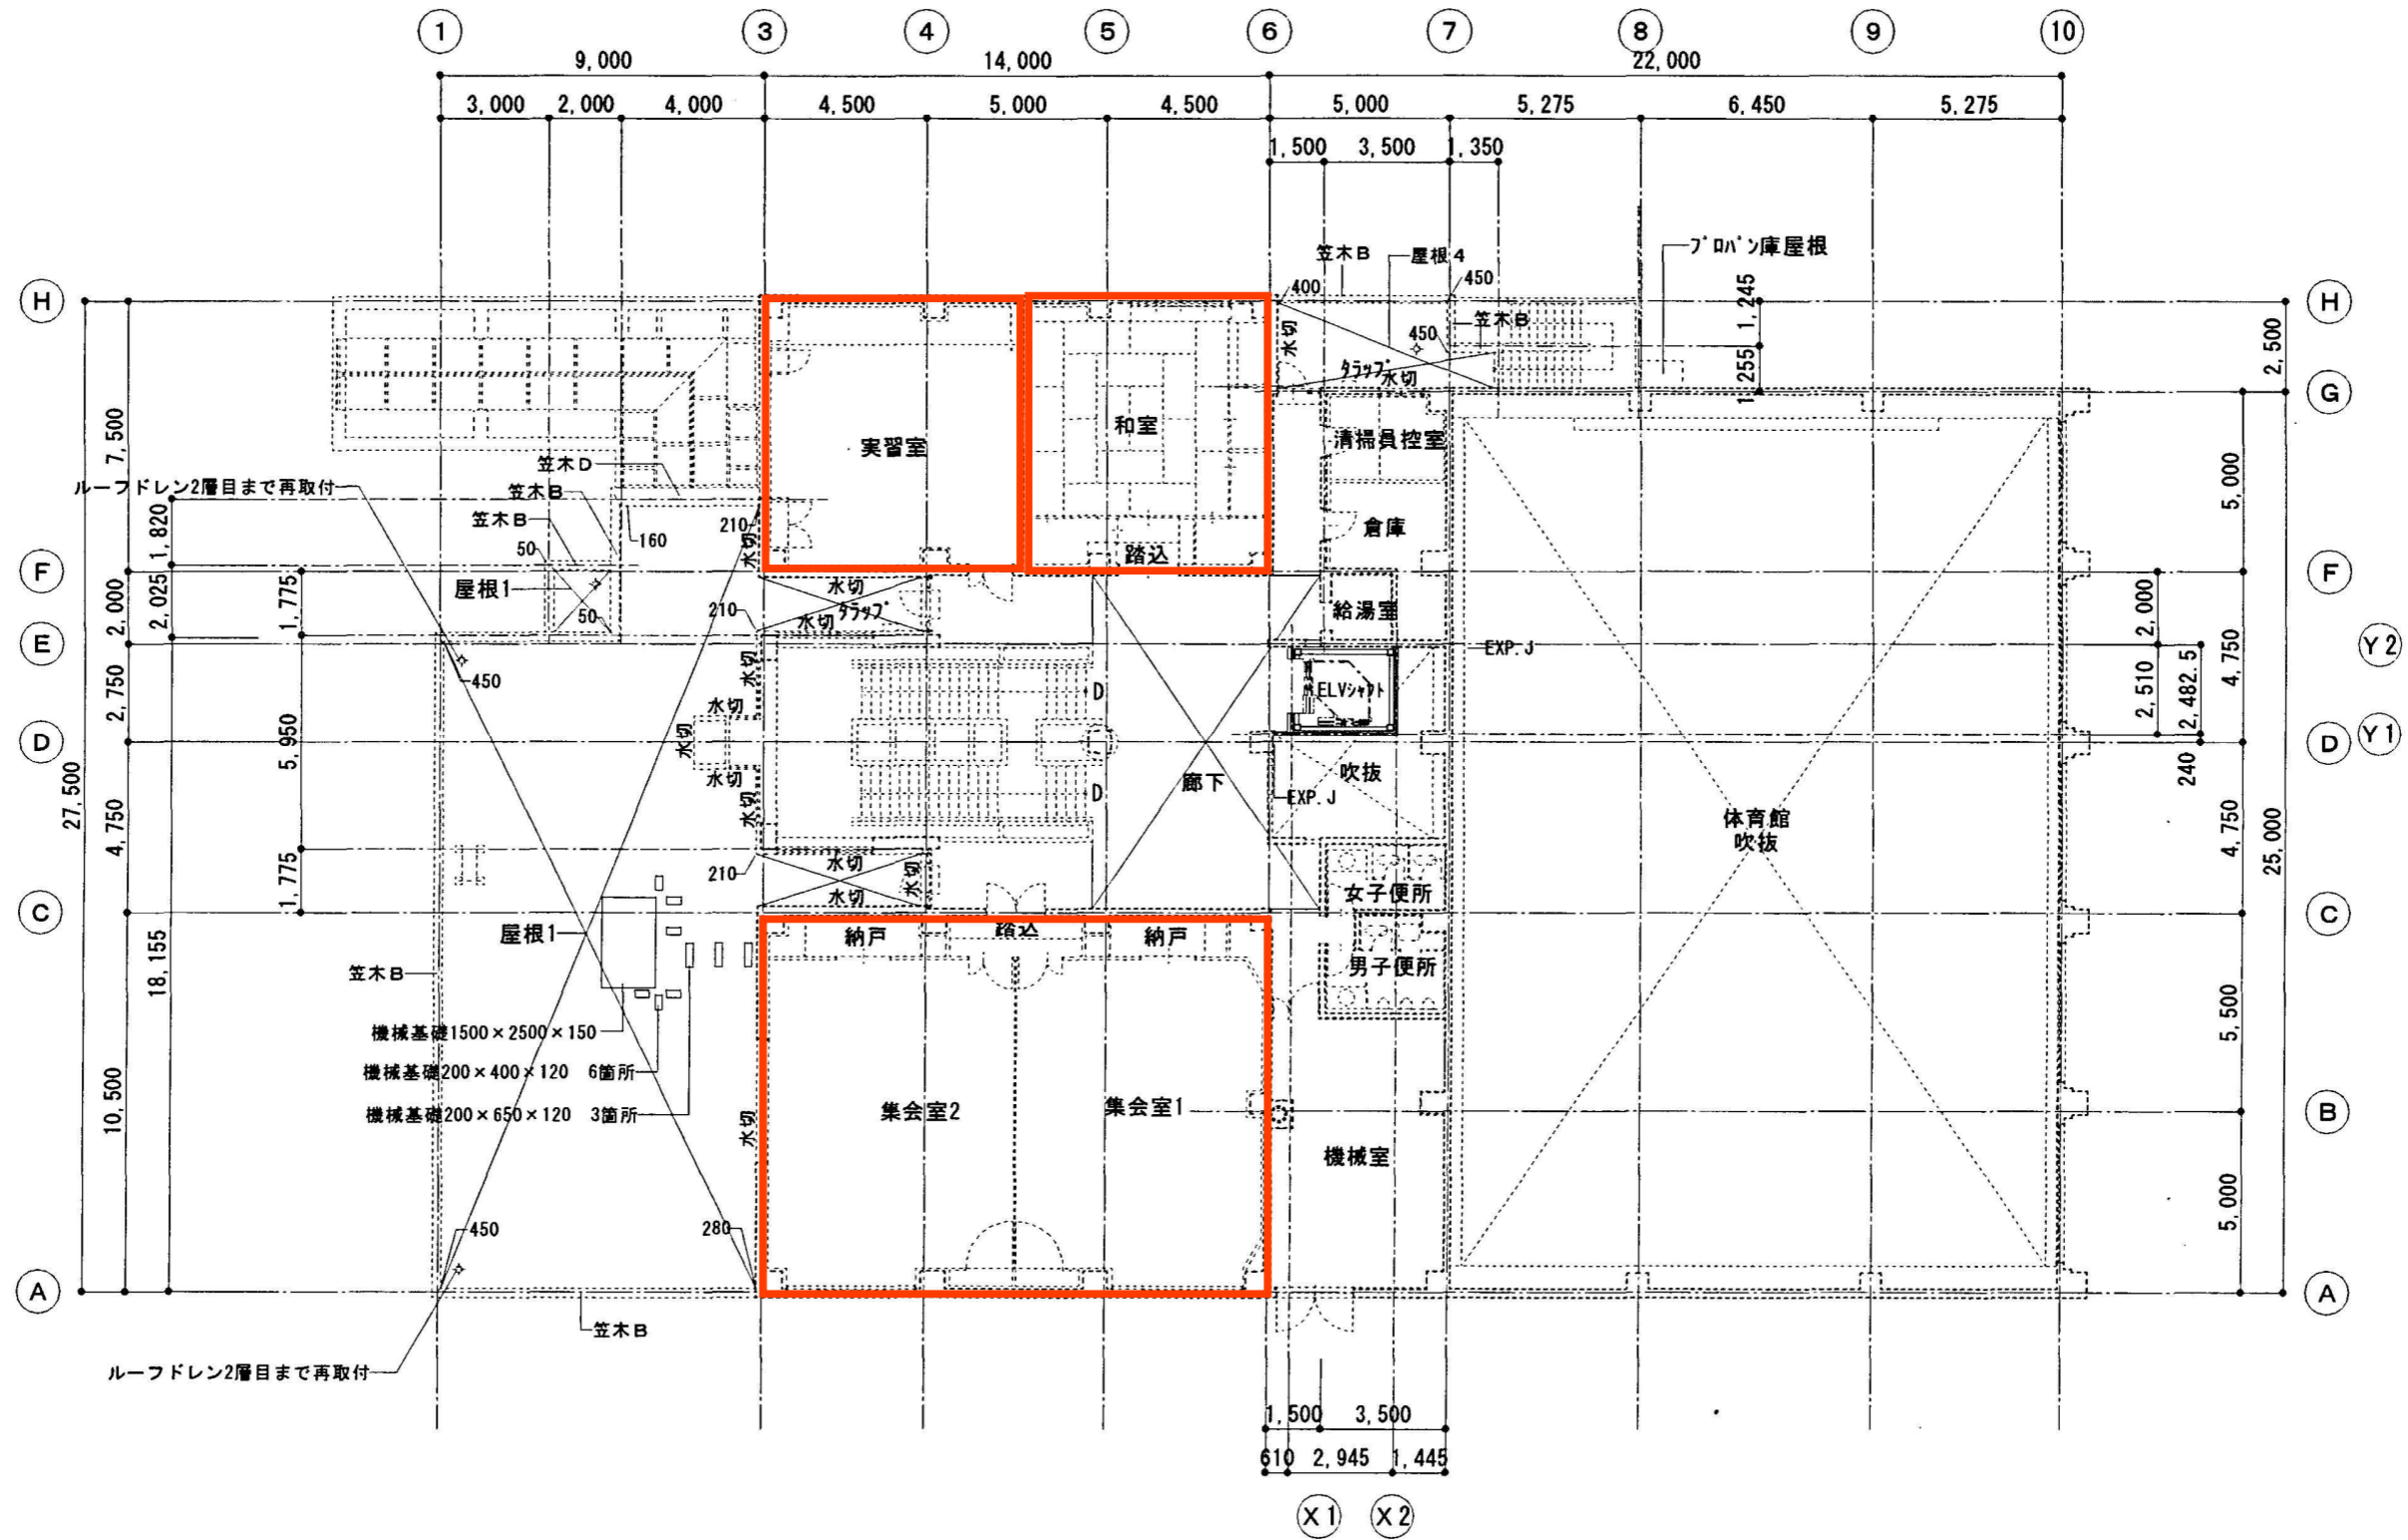 1 3 4 5 6 7 8 9 10
9,000 14,000 22,000
3,000 2,000 4,000 4,500 5,000 4,500 5,000 5,275 6,450 5,275
1,500 3,500 1,350
笠木B 屋根4 プロパン庫屋根
400 450
H H
水切 笠木B 1,245
450 2,500
タラップ 水切 1,255
G
7,500 実習室 和室 清掃員控室
笠木D 5,000
ルーフドレン2層目まで再取付 笠木B
笠木B 210 水切 倉庫
1,820 50 160 踏込
F F
屋根1 水切 給湯室
2,000 2,025 1,775 50 210 水切 タラップ 2,000
E EXP.J Y2
450 水切 D ELVシャフト 4,750
2,750 水切 2,510 2,482.5
D 水切 D Y1
5,950 水切 水切 D 廊下 吹抜 240
27,500 EXP.J 体育館
吹抜
4,750 水切 4,750 25,000
1,775 210 水切 水切 女子便所
C C
屋根1 納戸 踏込 納戸
笠木B 男子便所
18,155
機械基礎1500×2500×150 5,500
機械基礎200×400×120 6箇所
10,500 機械基礎200×650×120 3箇所 水切 集会室2 集会室1 B
機械室
450 280 5,000
A A
笠木B
ルーフドレン2層目まで再取付
1,500 3,500
610 2,945 1,445
X1 X2